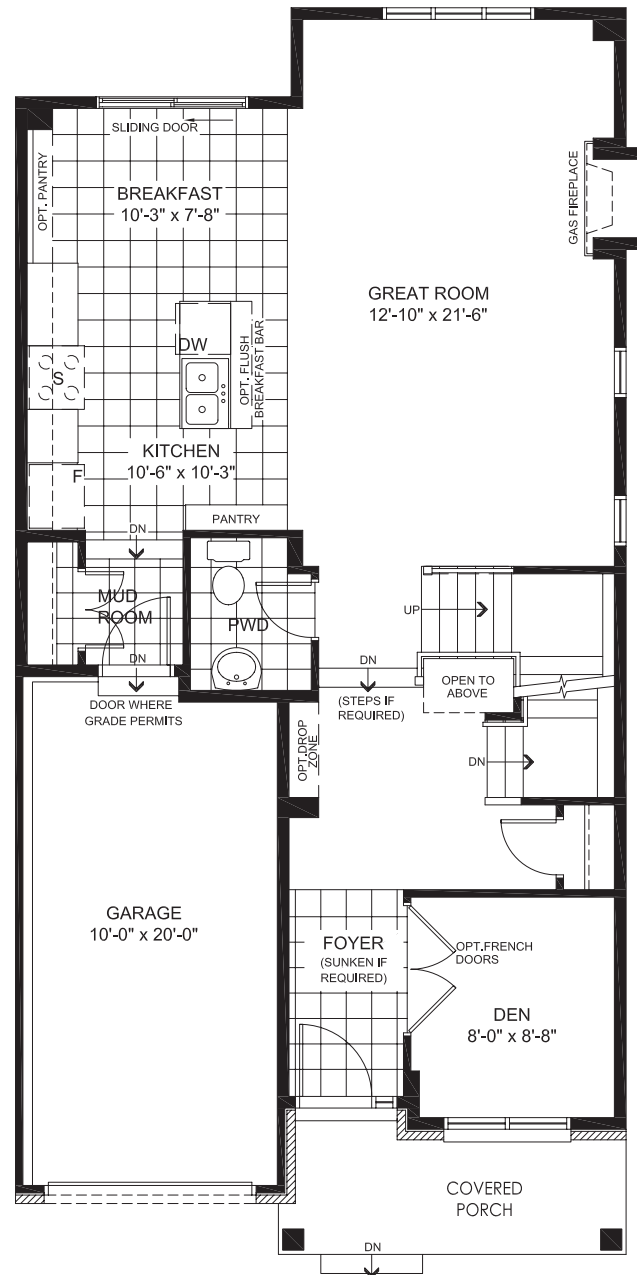 SLIDING DOOR
OPT. PANTRY
BREAKFAST
10'-3" x 7'-8"
GAS FIREPLACE
GREAT ROOM
12'-10" x 21'-6"
DW
S
OPT. FLUSH
BREAKFAST BAR
KITCHEN
10'-6" x 10'-3"
F
PANTRY
DN
MUD
ROOM
PWD
UP
DN
DOOR WHERE
GRADE PERMITS
DN
(STEPS IF
REQUIRED)
OPEN TO
ABOVE
OPT.DROP
ZONE
DN
GARAGE
10'-0" x 20'-0"
FOYER
(SUNKEN IF
REQUIRED)
OPT.FRENCH
DOORS
DEN
8'-0" x 8'-8"
COVERED
PORCH
DN